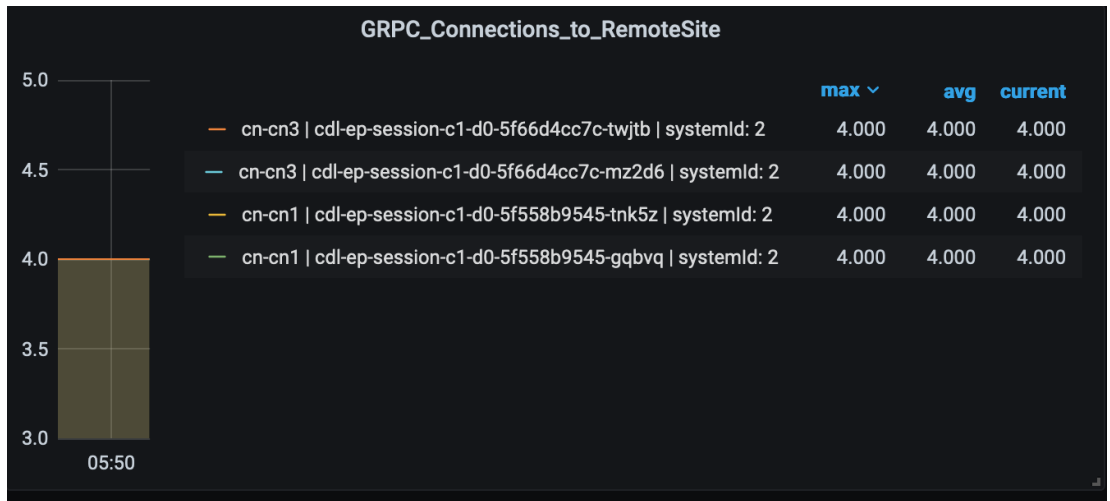 GRPC_Connections_to_RemoteSite
5.0
4.5
4.0
3.5
3.0
05:50
max avg current
cn-cn3 | cdl-ep-session-c1-d0-5f66d4cc7c-twjtb | systemId: 2 4.000 4.000 4.000
cn-cn3 | cdl-ep-session-c1-d0-5f66d4cc7c-mz2d6 | systemId: 2 4.000 4.000 4.000
cn-cn1 | cdl-ep-session-c1-d0-5f558b9545-tnk5z | systemId: 2 4.000 4.000 4.000
cn-cn1 | cdl-ep-session-c1-d0-5f558b9545-gqbvq | systemId: 2 4.000 4.000 4.000